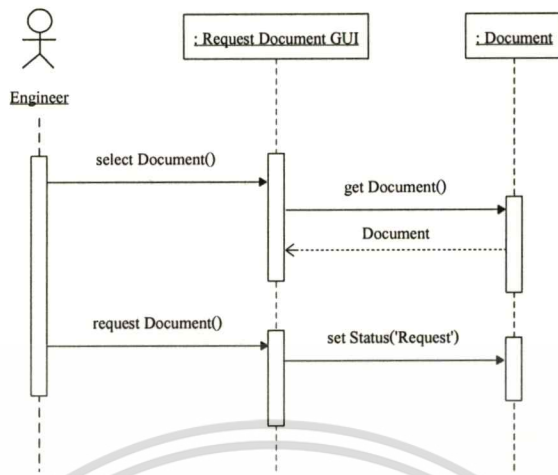 : Request Document GUI
: Document
Engineer
select Document()
get Document()
Document
request Document()
set Status('Request')